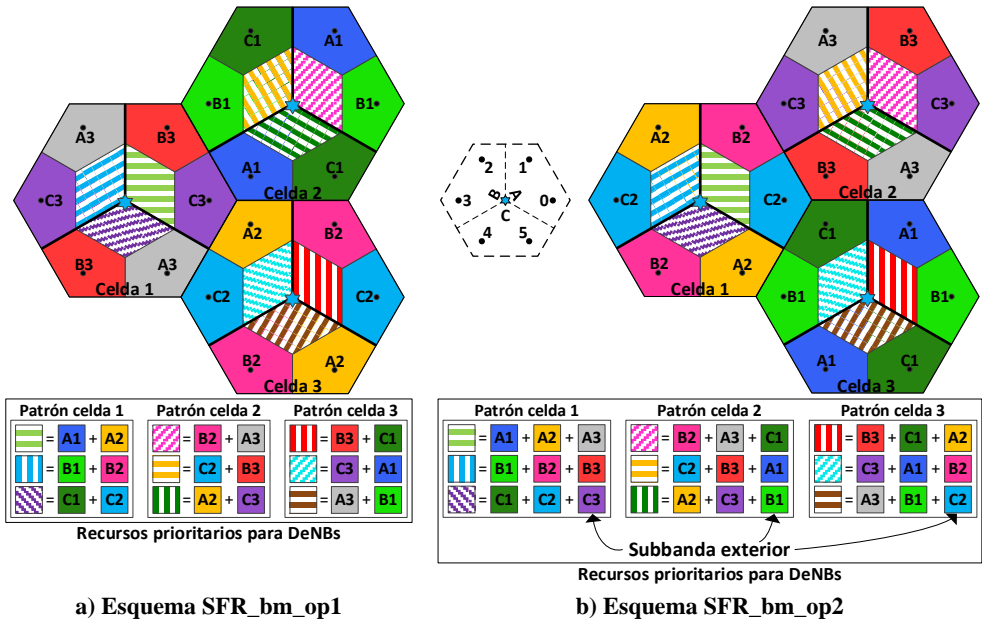 C1 A1
B1 B1
A1 C1
Celda 2
A3 B3
C3 C3
B3 A3
Celda 1
A2 B2
C2 C2
B2 A2
Celda 3
2 1
3 B A 0
C
4 5
A3 B3
C3 C3
B3 A3
Celda 2
A2 B2
C2 C2
B2 A2
Celda 1
C1 A1
B1 B1
A1 C1
Celda 3
Patrón celda 1 Patrón celda 2 Patrón celda 3
= A1 + A2 = B2 + A3 = B3 + C1
= B1 + B2 = C2 + B3 = C3 + A1
= C1 + C2 = A2 + C3 = A3 + B1
Recursos prioritarios para DeNBs
Patrón celda 1 Patrón celda 2 Patrón celda 3
= A1 + A2 + A3 = B2 + A3 + C1 = B3 + C1 + A2
= B1 + B2 + B3 = C2 + B3 + A1 = C3 + A1 + B2
= C1 + C2 + C3 = A2 + C3 + B1 = A3 + B1 + C2
Subbanda exterior
Recursos prioritarios para DeNBs
a) Esquema SFR_bm_op1 b) Esquema SFR_bm_op2